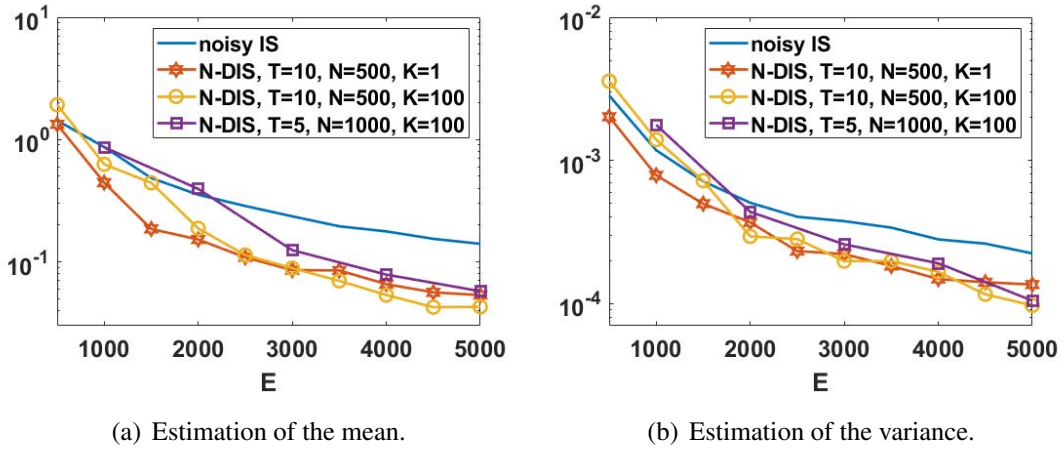 10^1
10^0
10^-1
noisy IS
N-DIS, T=10, N=500, K=1
N-DIS, T=10, N=500, K=100
N-DIS, T=5, N=1000, K=100
1000 2000 3000 4000 5000
E
(a) Estimation of the mean.
10^-2
10^-3
10^-4
noisy IS
N-DIS, T=10, N=500, K=1
N-DIS, T=10, N=500, K=100
N-DIS, T=5, N=1000, K=100
1000 2000 3000 4000 5000
E
(b) Estimation of the variance.